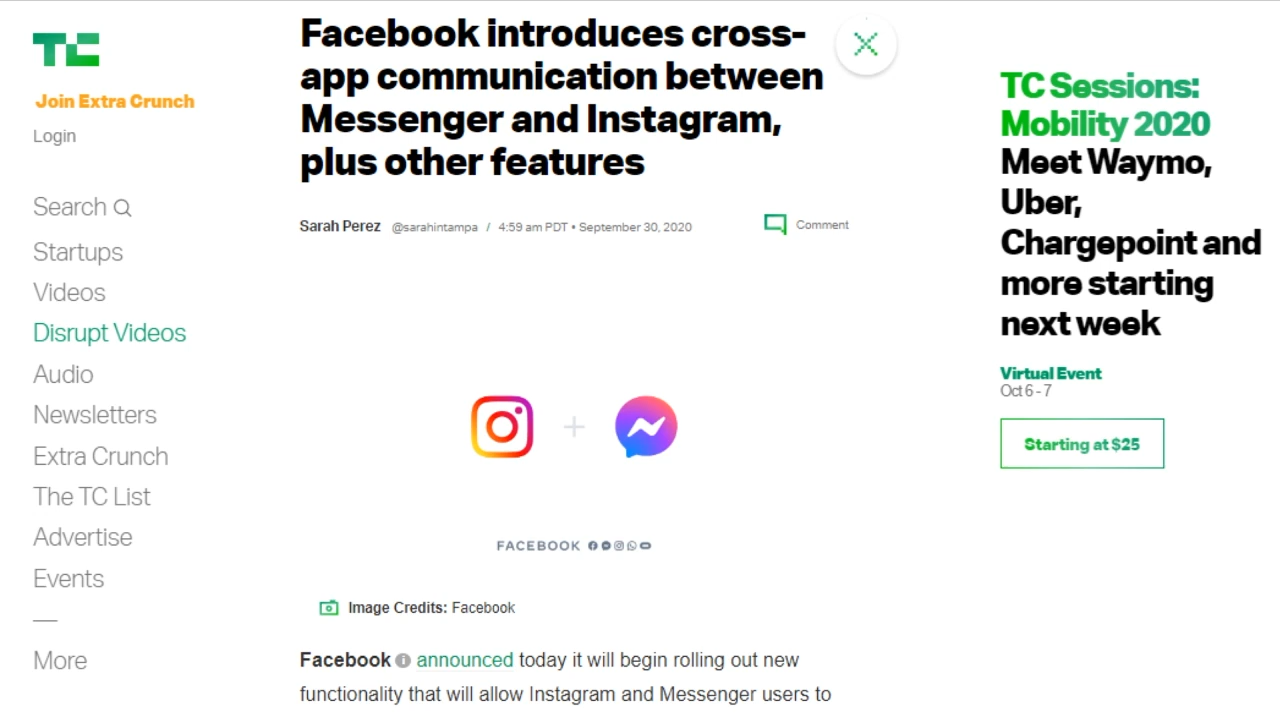 TC
Join Extra Crunch
Login
Search
Startups
Videos
Disrupt Videos
Audio
Newsletters
Extra Crunch
The TC List
Advertise
Events
More
Facebook introduces cross-
app communication between
Messenger and Instagram,
plus other features
Sarah Perez @sarahintampa / 4:59 am PDT • September 30, 2020
Comment
FACEBOOK
Image Credits: Facebook
Facebook announced today it will begin rolling out new
functionality that will allow Instagram and Messenger users to
TC Sessions:
Mobility 2020
Meet Waymo,
Uber,
Chargepoint and
more starting
next week
Virtual Event
Oct 6 - 7
Starting at $25